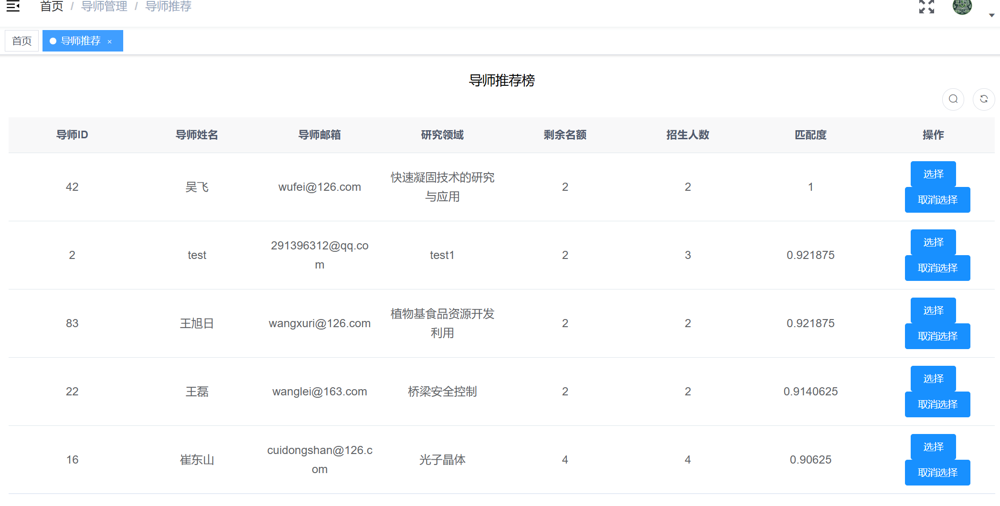 首页 / 导师管理 / 导师推荐
首页 导师推荐 ×
导师推荐榜
导师ID 导师姓名 导师邮箱 研究领域 剩余名额 招生人数 匹配度 操作
42 吴飞 wufei@126.com 快速凝固技术的研究 2 2 1 选择
与应用 取消选择
2 test 291396312@qq.co test1 2 3 0.921875 选择
m 取消选择
83 王旭日 wangxuri@126.com 植物基食品资源开发 2 2 0.921875 选择
利用 取消选择
22 王磊 wanglei@163.com 桥梁安全控制 2 2 0.9140625 选择
取消选择
16 崔东山 cuidongshan@126.c 光子晶体 4 4 0.90625 选择
om 取消选择